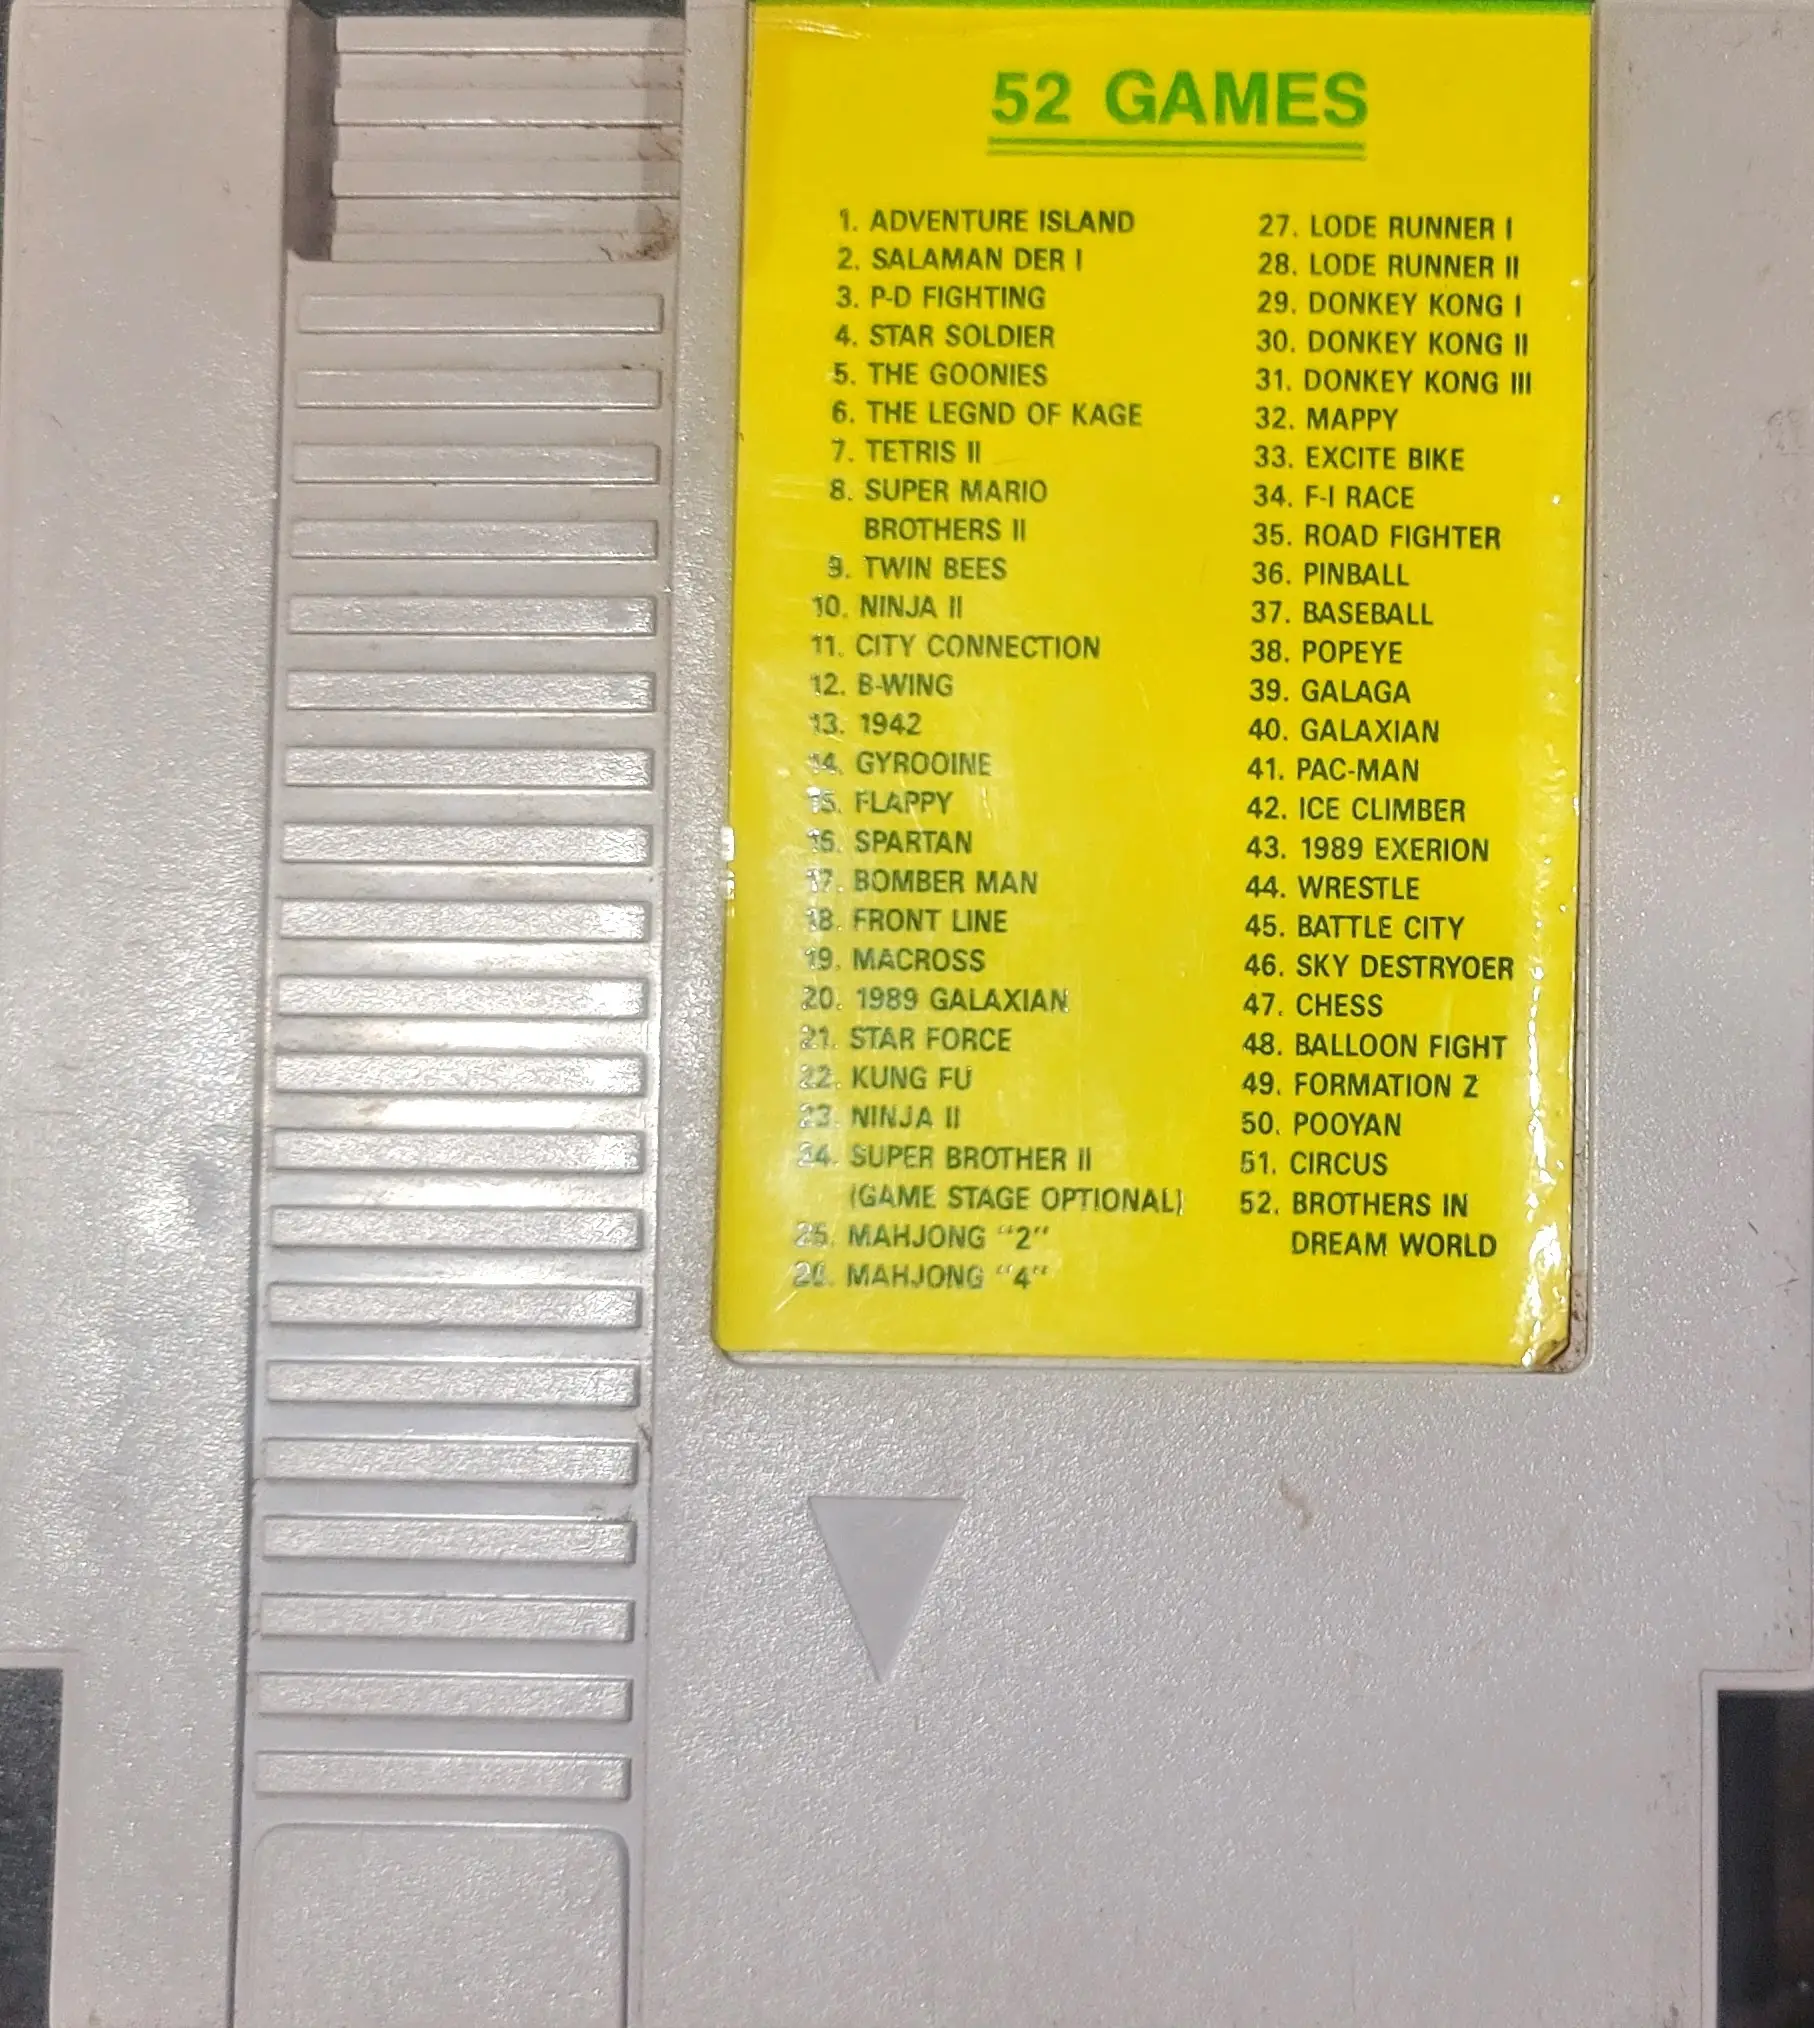 52 GAMES
1. ADVENTURE ISLAND
2. SALAMAN DER I
3. P-D FIGHTING
4. STAR SOLDIER
5. THE GOONIES
6. THE LEGND OF KAGE
7. TETRIS II
8. SUPER MARIO
BROTHERS II
9. TWIN BEES
10. NINJA II
11. CITY CONNECTION
12. B-WING
13. 1942
14. GYROOINE
15. FLAPPY
16. SPARTAN
17. BOMBER MAN
18. FRONT LINE
19. MACROSS
20. 1989 GALAXIAN
21. STAR FORCE
22. KUNG FU
23. NINJA II
24. SUPER BROTHER II
(GAME STAGE OPTIONAL)
25. MAHJONG "2"
26. MAHJONG "4"
27. LODE RUNNER I
28. LODE RUNNER II
29. DONKEY KONG I
30. DONKEY KONG II
31. DONKEY KONG III
32. MAPPY
33. EXCITE BIKE
34. F-I RACE
35. ROAD FIGHTER
36. PINBALL
37. BASEBALL
38. POPEYE
39. GALAGA
40. GALAXIAN
41. PAC-MAN
42. ICE CLIMBER
43. 1989 EXERION
44. WRESTLE
45. BATTLE CITY
46. SKY DESTRYOER
47. CHESS
48. BALLOON FIGHT
49. FORMATION Z
50. POOYAN
51. CIRCUS
52. BROTHERS IN
DREAM WORLD